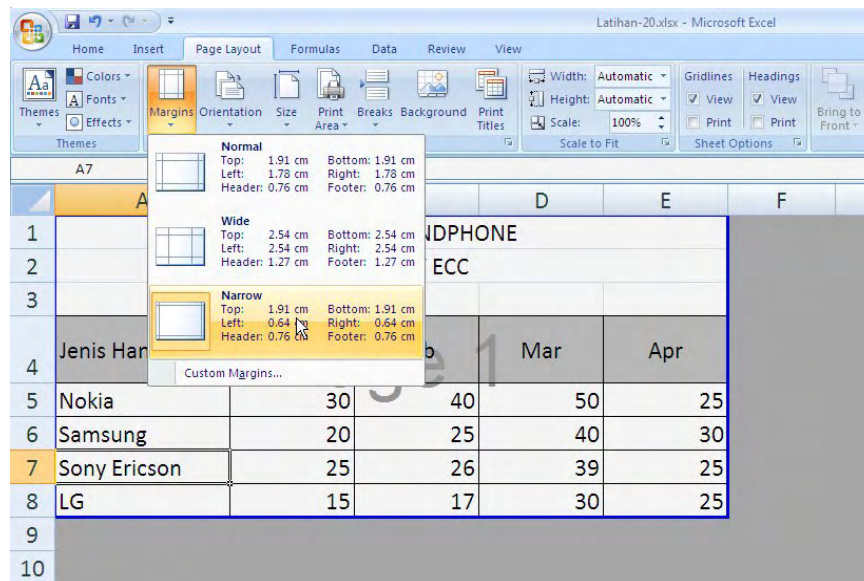 Latihan-20.xlsx - Microsoft Excel
Home Insert Page Layout Formulas Data Review View
Themes
Colors
Fonts
Effects
Themes
Margins
Orientation
Size
Print Area
Breaks
Background
Print Titles
Width: Automatic
Height: Automatic
Scale: 100%
Scale to Fit
Gridlines
View
Print
Headings
View
Print
Sheet Options
Bring to Front
A7
Normal
Top: 1.91 cm Bottom: 1.91 cm
Left: 1.78 cm Right: 1.78 cm
Header: 0.76 cm Footer: 0.76 cm
Wide
Top: 2.54 cm Bottom: 2.54 cm
Left: 2.54 cm Right: 2.54 cm
Header: 1.27 cm Footer: 1.27 cm
Narrow
Top: 1.91 cm Bottom: 1.91 cm
Left: 0.64 cm Right: 0.64 cm
Header: 0.76 cm Footer: 0.76 cm
Custom Margins...
A D E F
1 NDPHONE
2 ECC
3
4 Jenis Han b Mar Apr
5 Nokia 30 40 50 25
6 Samsung 20 25 40 30
7 Sony Ericson 25 26 39 25
8 LG 15 17 30 25
9
10
ge 1